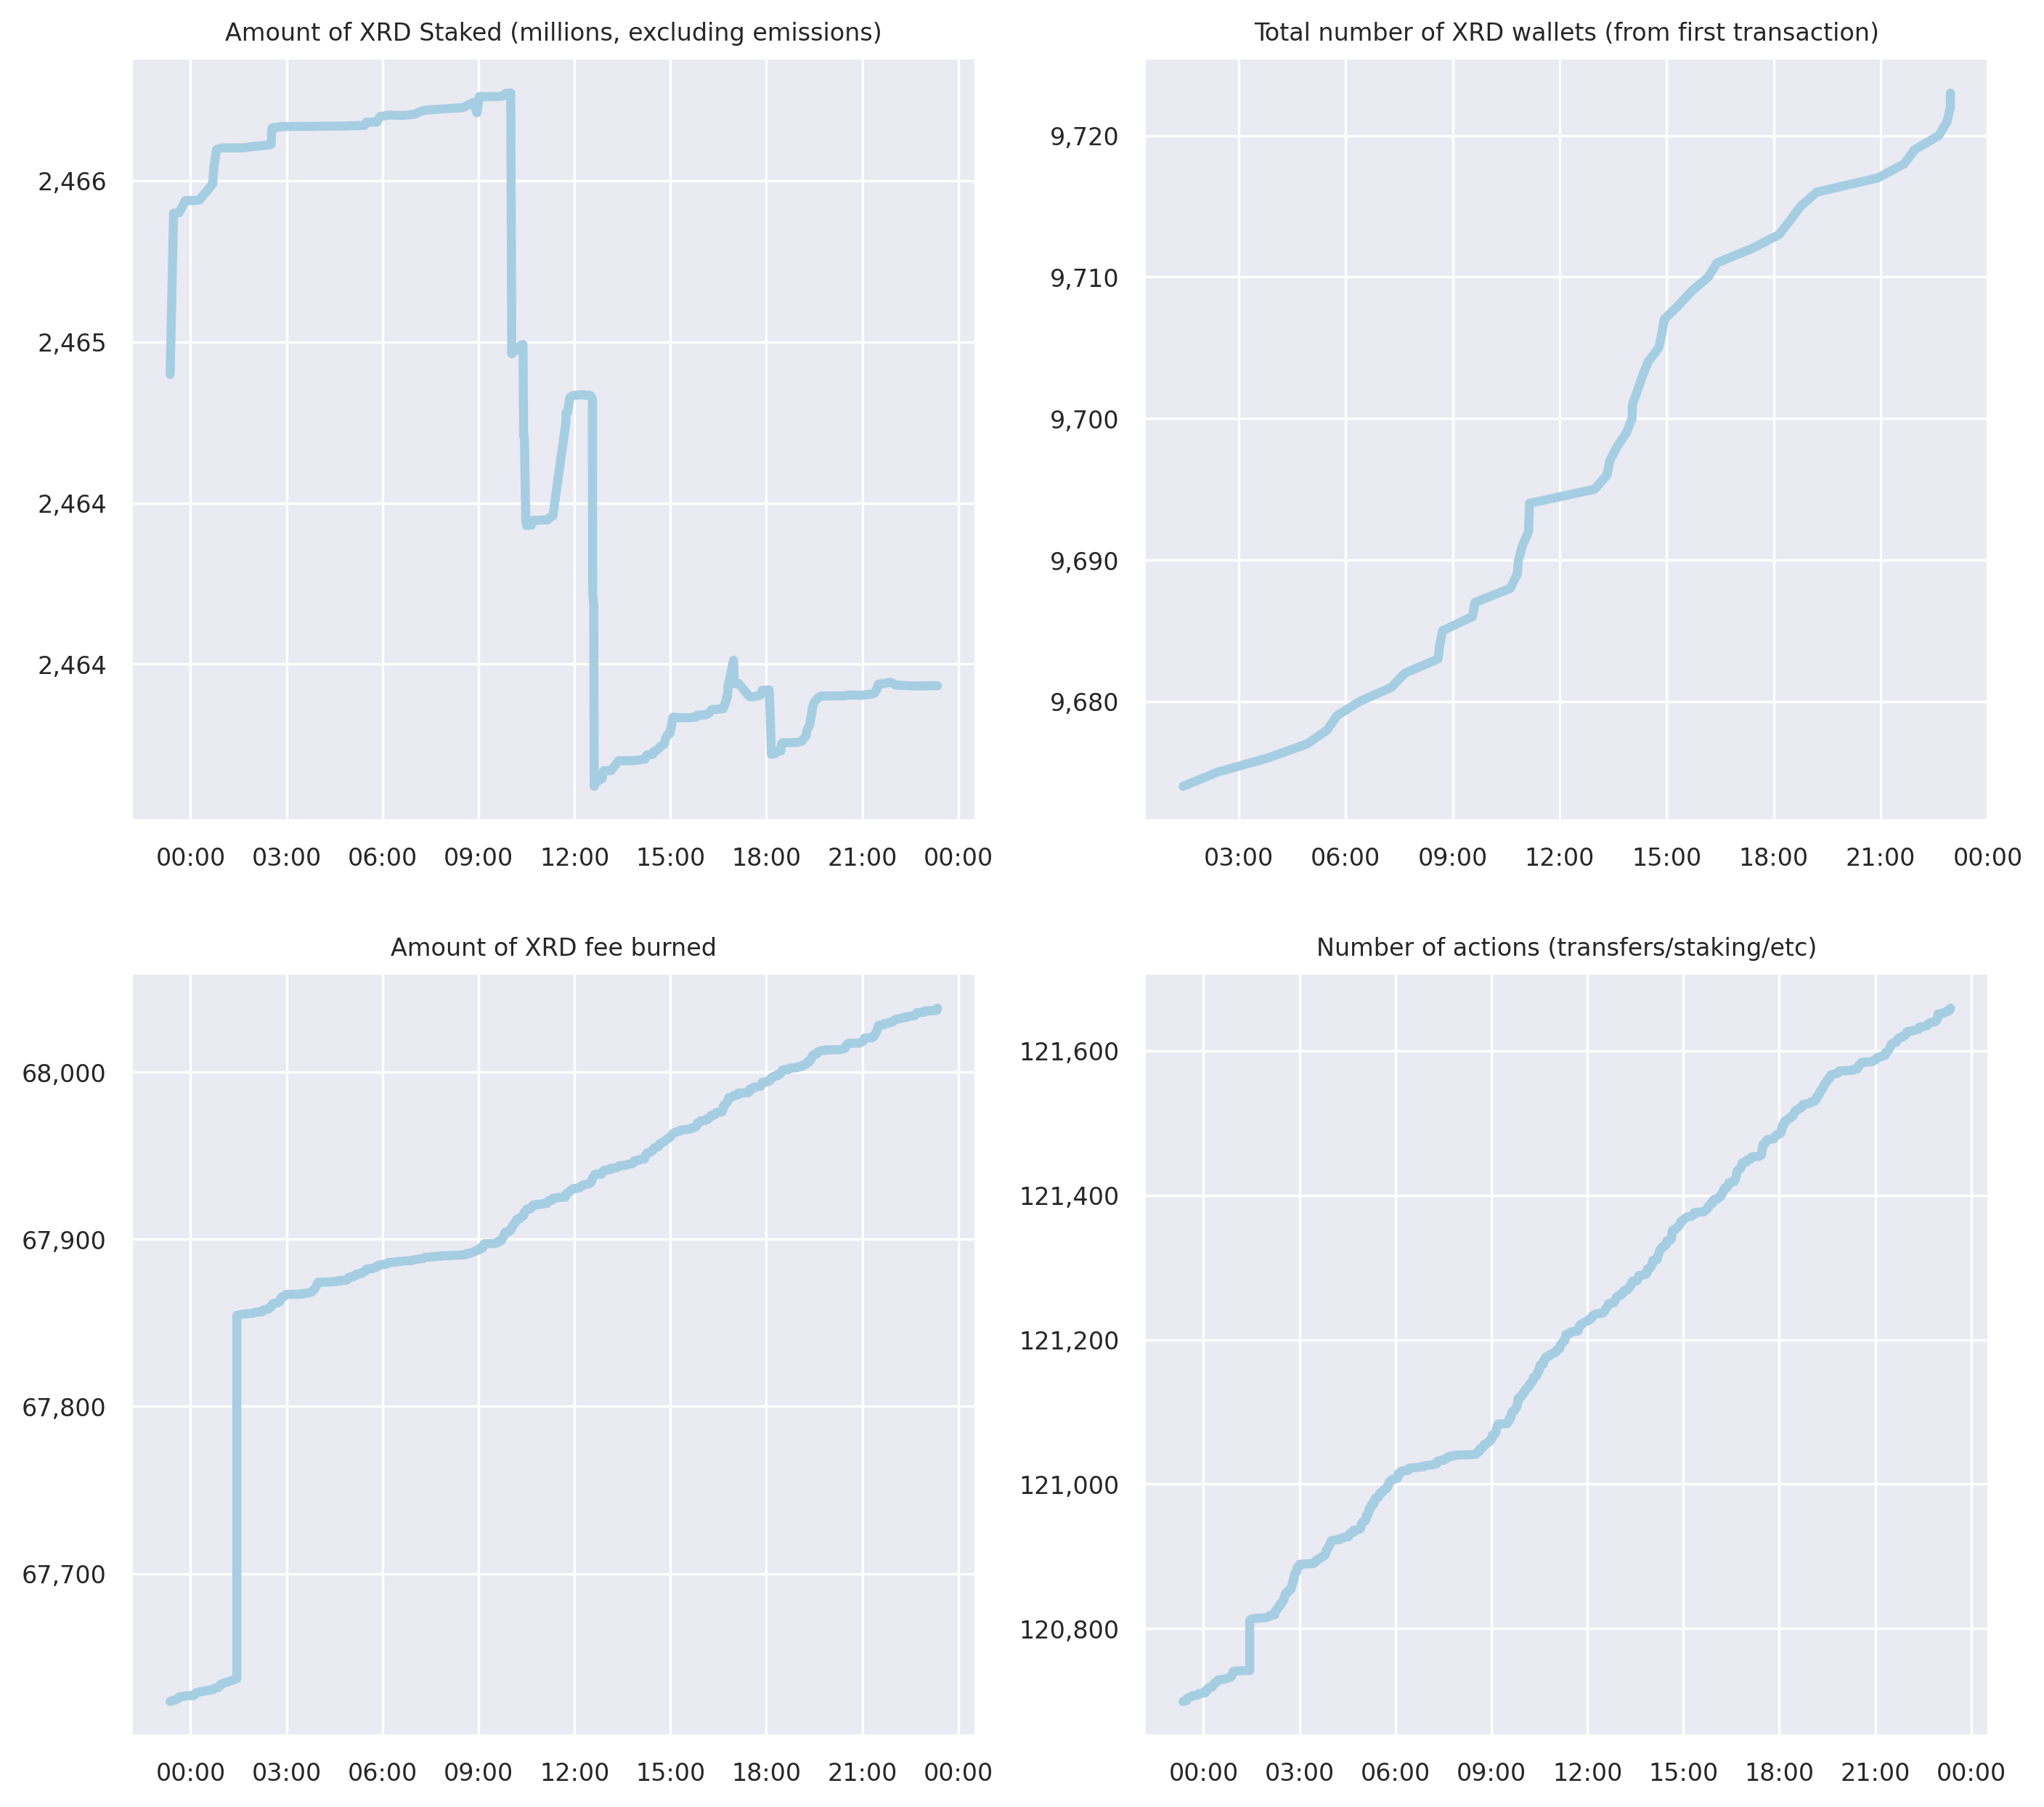 Amount of XRD Staked (millions, excluding emissions)
2,466
2,465
2,464
2,464
00:00 03:00 06:00 09:00 12:00 15:00 18:00 21:00 00:00
Total number of XRD wallets (from first transaction)
9,720
9,710
9,700
9,690
9,680
03:00 06:00 09:00 12:00 15:00 18:00 21:00 00:00
Amount of XRD fee burned
68,000
67,900
67,800
67,700
00:00 03:00 06:00 09:00 12:00 15:00 18:00 21:00 00:00
Number of actions (transfers/staking/etc)
121,600
121,400
121,200
121,000
120,800
00:00 03:00 06:00 09:00 12:00 15:00 18:00 21:00 00:00